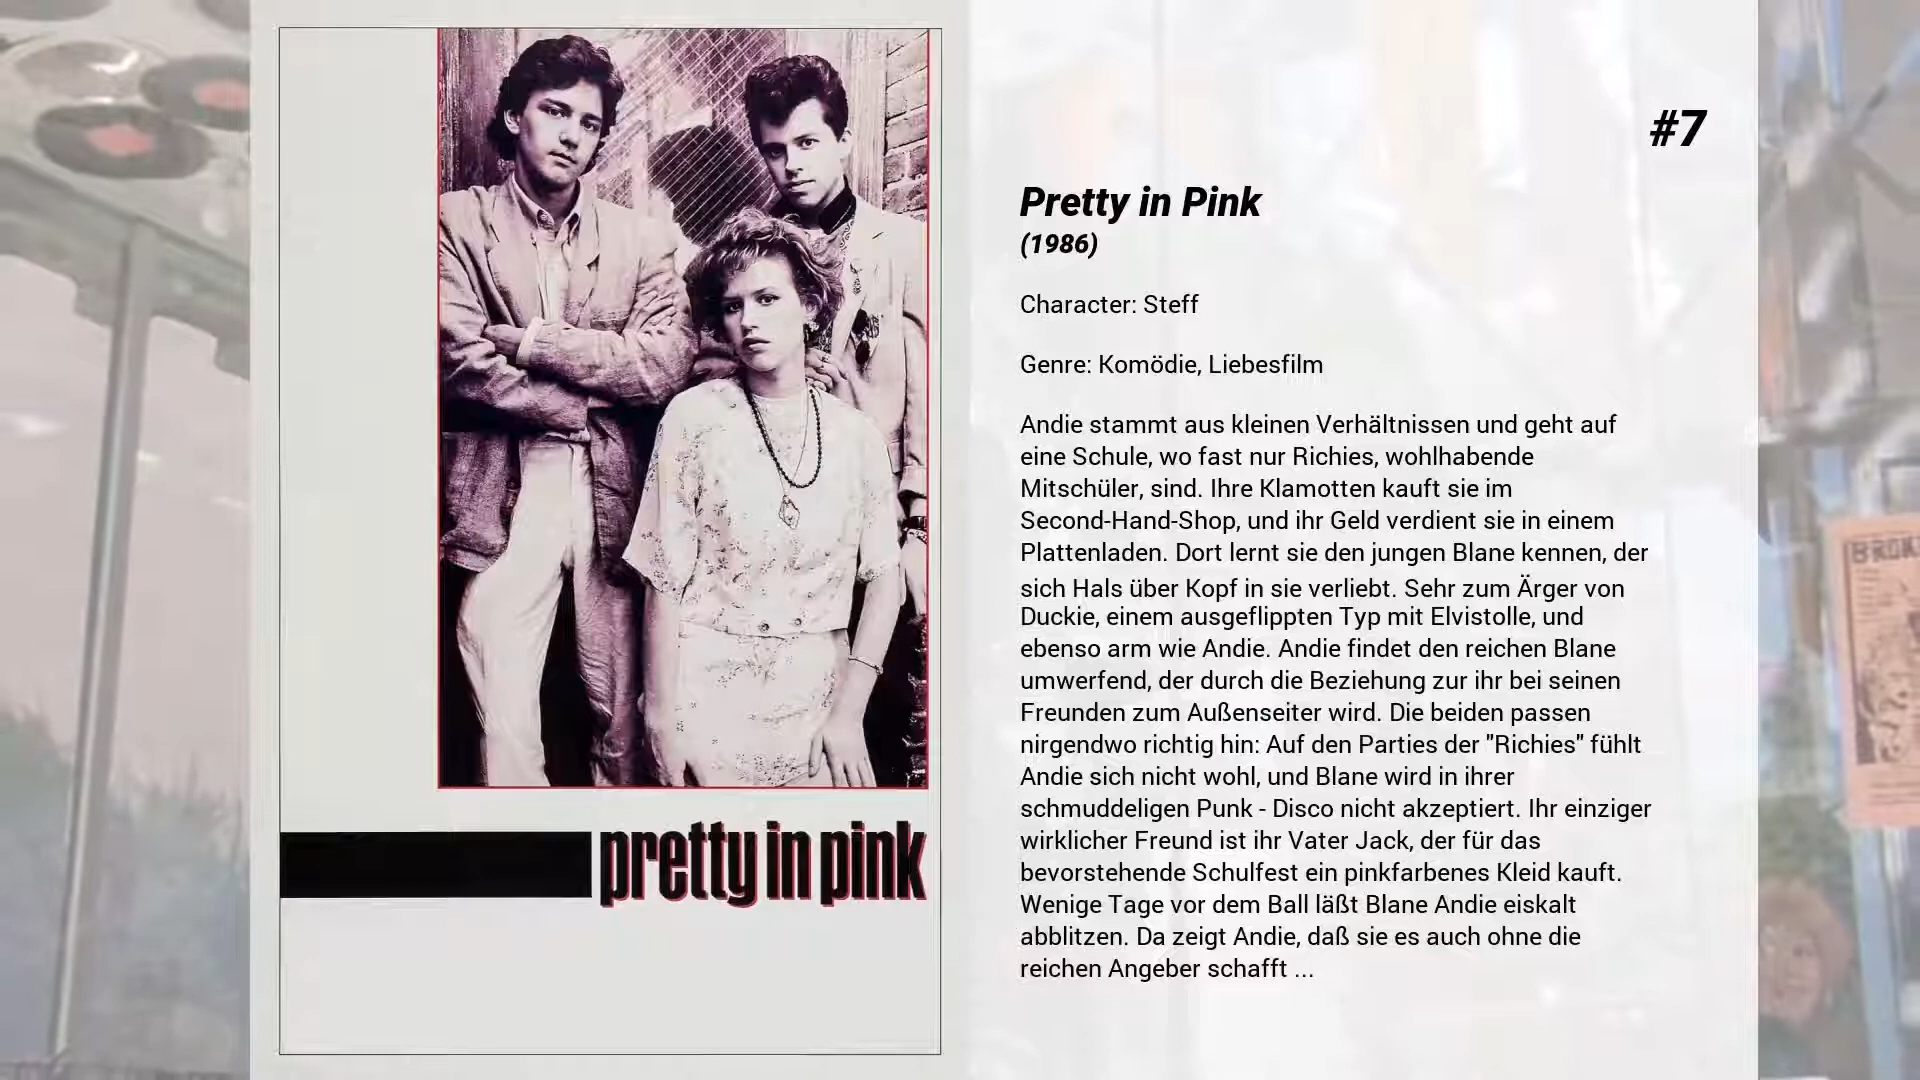 #7
Pretty in Pink
(1986)
Character: Steff
Genre: Komödie, Liebesfilm
Andie stammt aus kleinen Verhältnissen und geht auf
eine Schule, wo fast nur Richies, wohlhabende
Mitschüler, sind. Ihre Klamotten kauft sie im
Second-Hand-Shop, und ihr Geld verdient sie in einem
Plattenladen. Dort lernt sie den jungen Blane kennen, der
sich Hals über Kopf in sie verliebt. Sehr zum Ärger von
Duckie, einem ausgeflippten Typ mit Elvistolle, und
ebenso arm wie Andie. Andie findet den reichen Blane
umwerfend, der durch die Beziehung zur ihr bei seinen
Freunden zum Außenseiter wird. Die beiden passen
nirgendwo richtig hin: Auf den Parties der "Richies" fühlt
Andie sich nicht wohl, und Blane wird in ihrer
schmuddeligen Punk - Disco nicht akzeptiert. Ihr einziger
wirklicher Freund ist ihr Vater Jack, der für das
bevorstehende Schulfest ein pinkfarbenes Kleid kauft.
Wenige Tage vor dem Ball läßt Blane Andie eiskalt
abblitzen. Da zeigt Andie, daß sie es auch ohne die
reichen Angeber schafft ...
pretty in pink